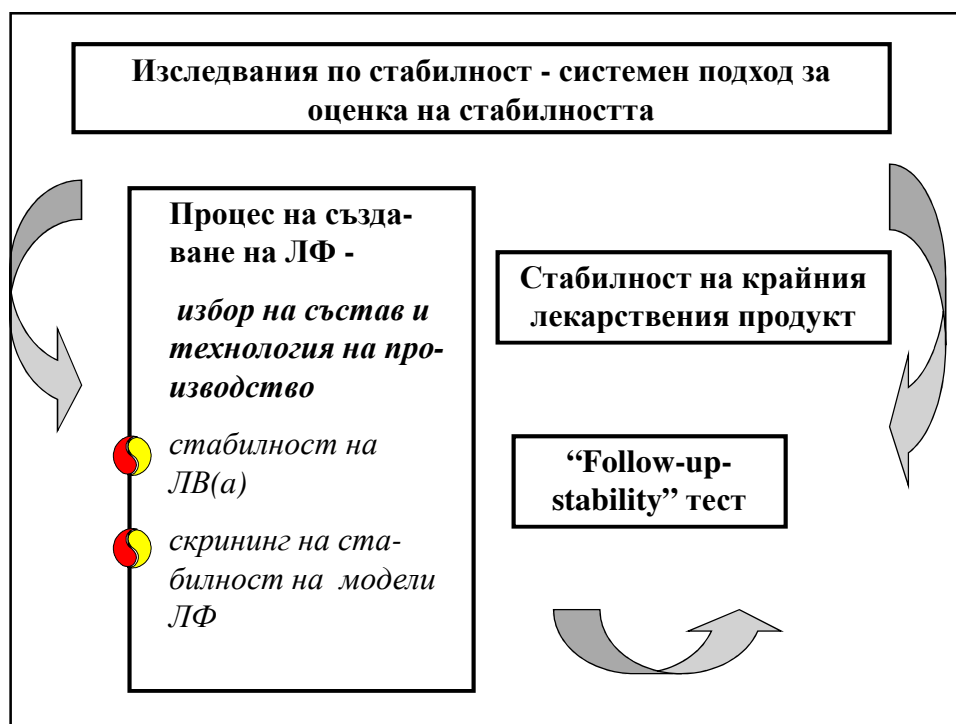 Изследвания по стабилност - системен подход за
оценка на стабилността
Процес на създа-
ване на ЛФ -
избор на състав и
технология на про-
изводство
стабилност на
ЛВ(а)
скрининг на ста-
билност на модели
ЛФ
Стабилност на крайния
лекарствения продукт
“Follow-up-
stability” тест